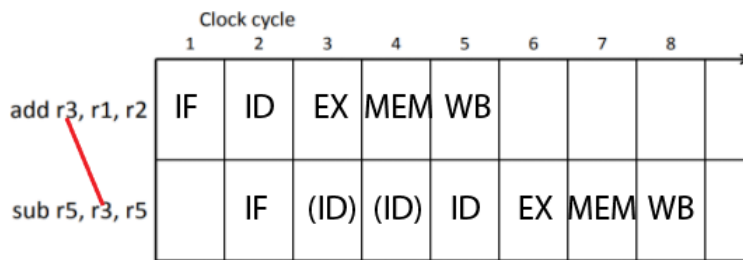 Clock cycle
1 2 3 4 5 6 7 8
add r3, r1, r2 IF ID EX MEM WB
sub r5, r3, r5 IF (ID) (ID) ID EX MEM WB